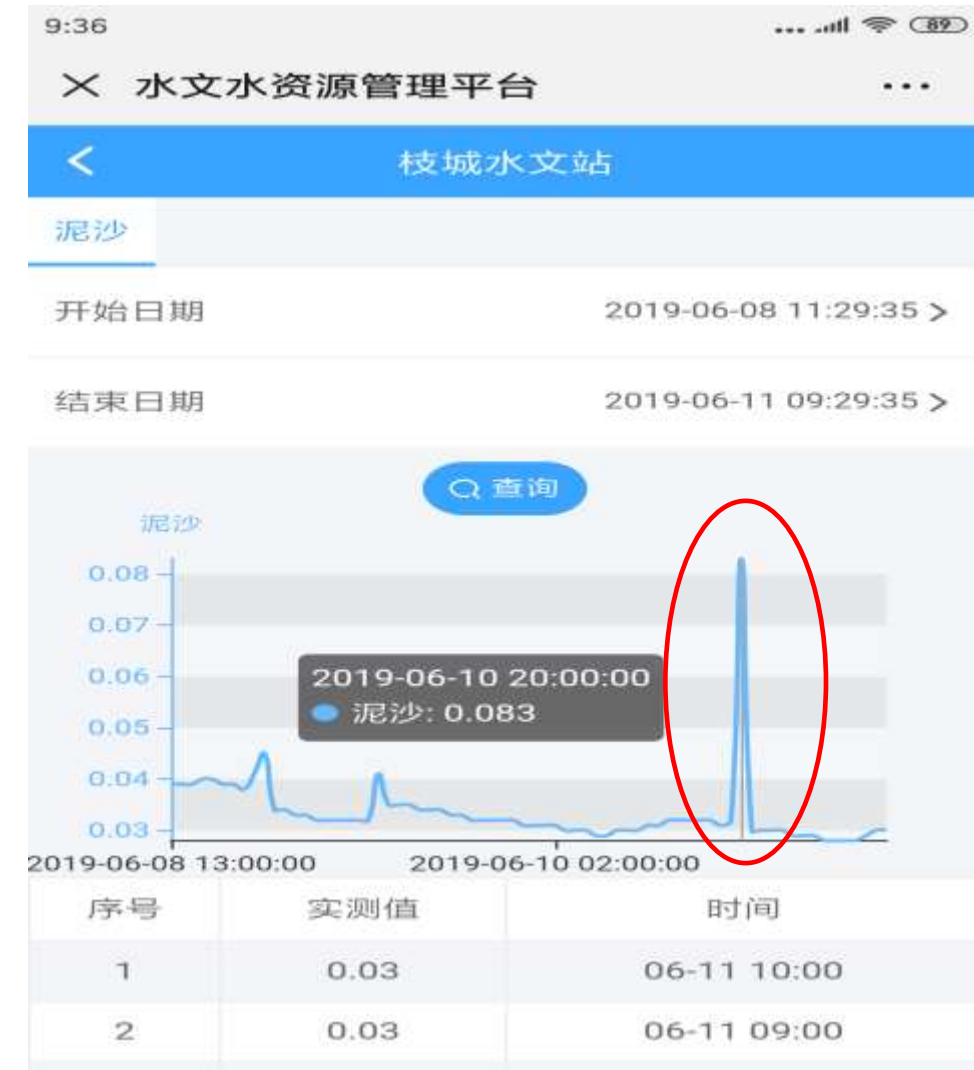 9:36
89
水文水资源管理平台
枝城水文站
泥沙
开始日期 2019-06-08 11:29:35 >
结束日期 2019-06-11 09:29:35 >
查询
泥沙
0.08
0.07
0.06
0.05
0.04
0.03
2019-06-10 20:00:00
泥沙: 0.083
2019-06-08 13:00:00 2019-06-10 02:00:00
序号 实测值 时间
1 0.03 06-11 10:00
2 0.03 06-11 09:00